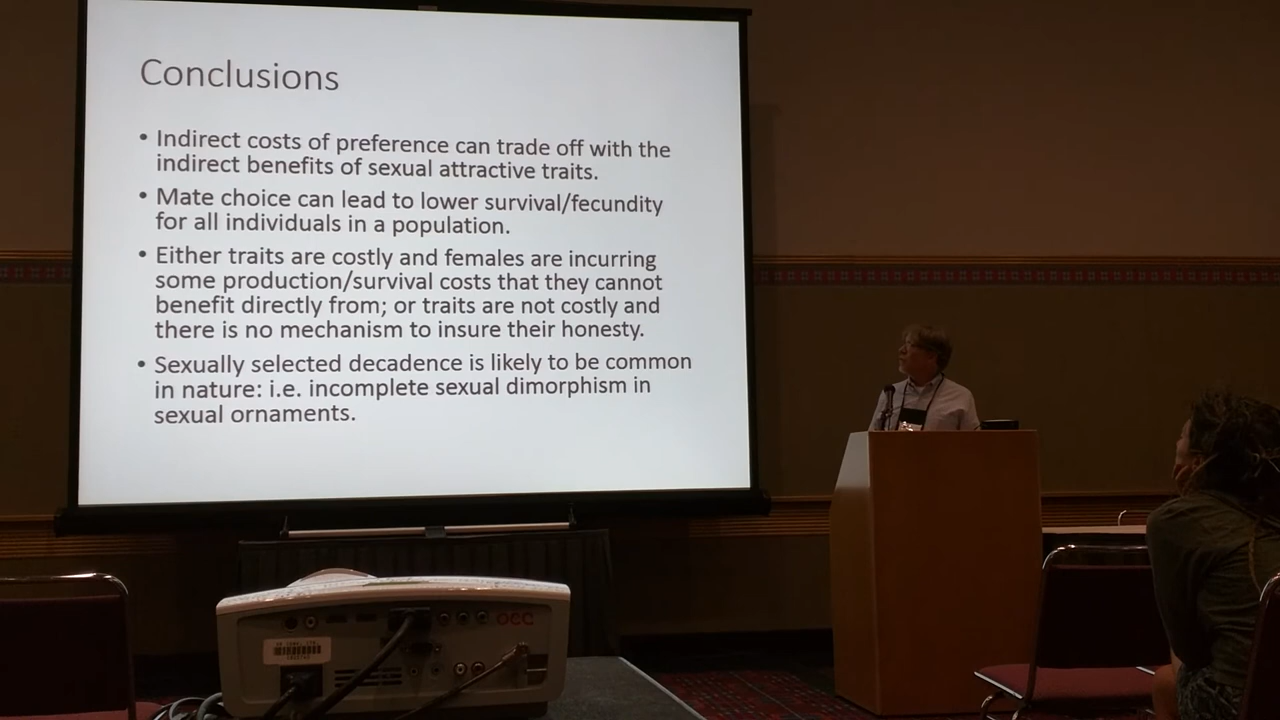 Conclusions
• Indirect costs of preference can trade off with the
indirect benefits of sexual attractive traits.
• Mate choice can lead to lower survival/fecundity
for all individuals in a population.
• Either traits are costly and females are incurring
some production/survival costs that they cannot
benefit directly from; or traits are not costly and
there is no mechanism to insure their honesty.
• Sexually selected decadence is likely to be common
in nature: i.e. incomplete sexual dimorphism in
sexual ornaments.
occ